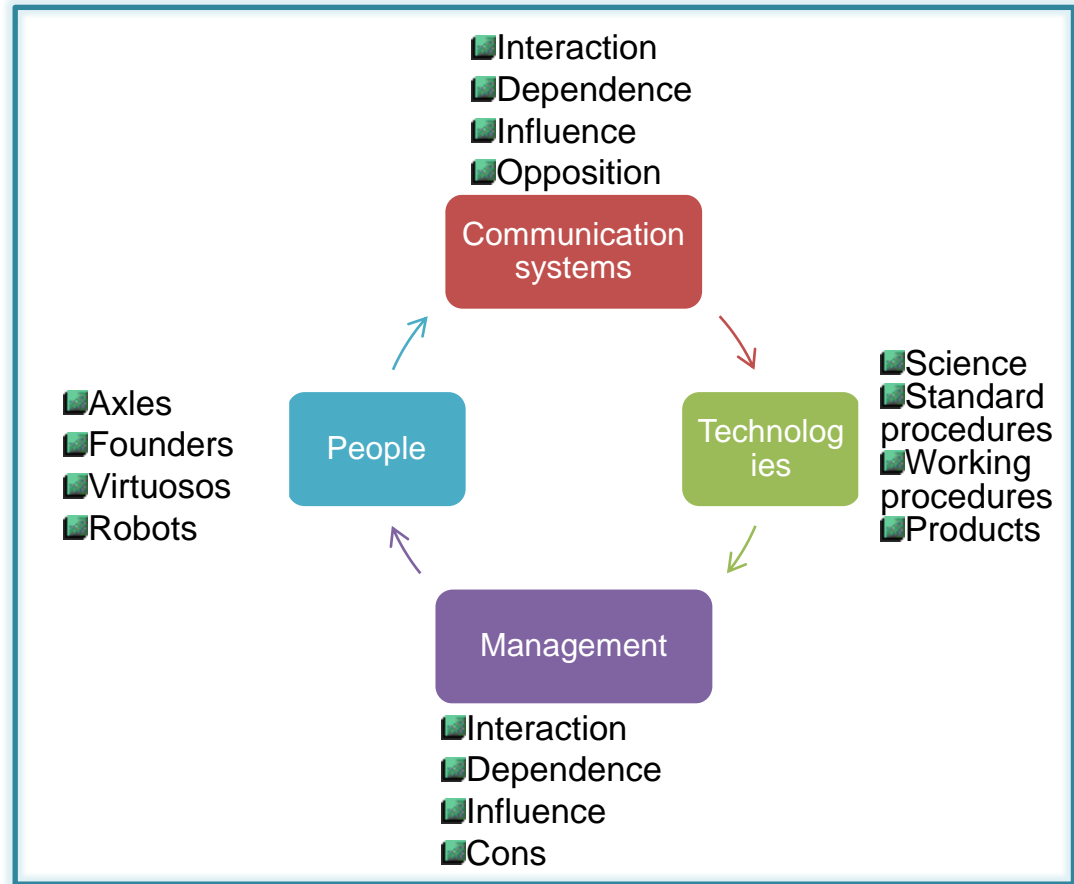 Interaction
Dependence
Influence
Opposition
Communication
systems
Axles
Founders
Virtuosos
Robots
People
Technolog
ies
Science
Standard
procedures
Working
procedures
Products
Management
Interaction
Dependence
Influence
Cons